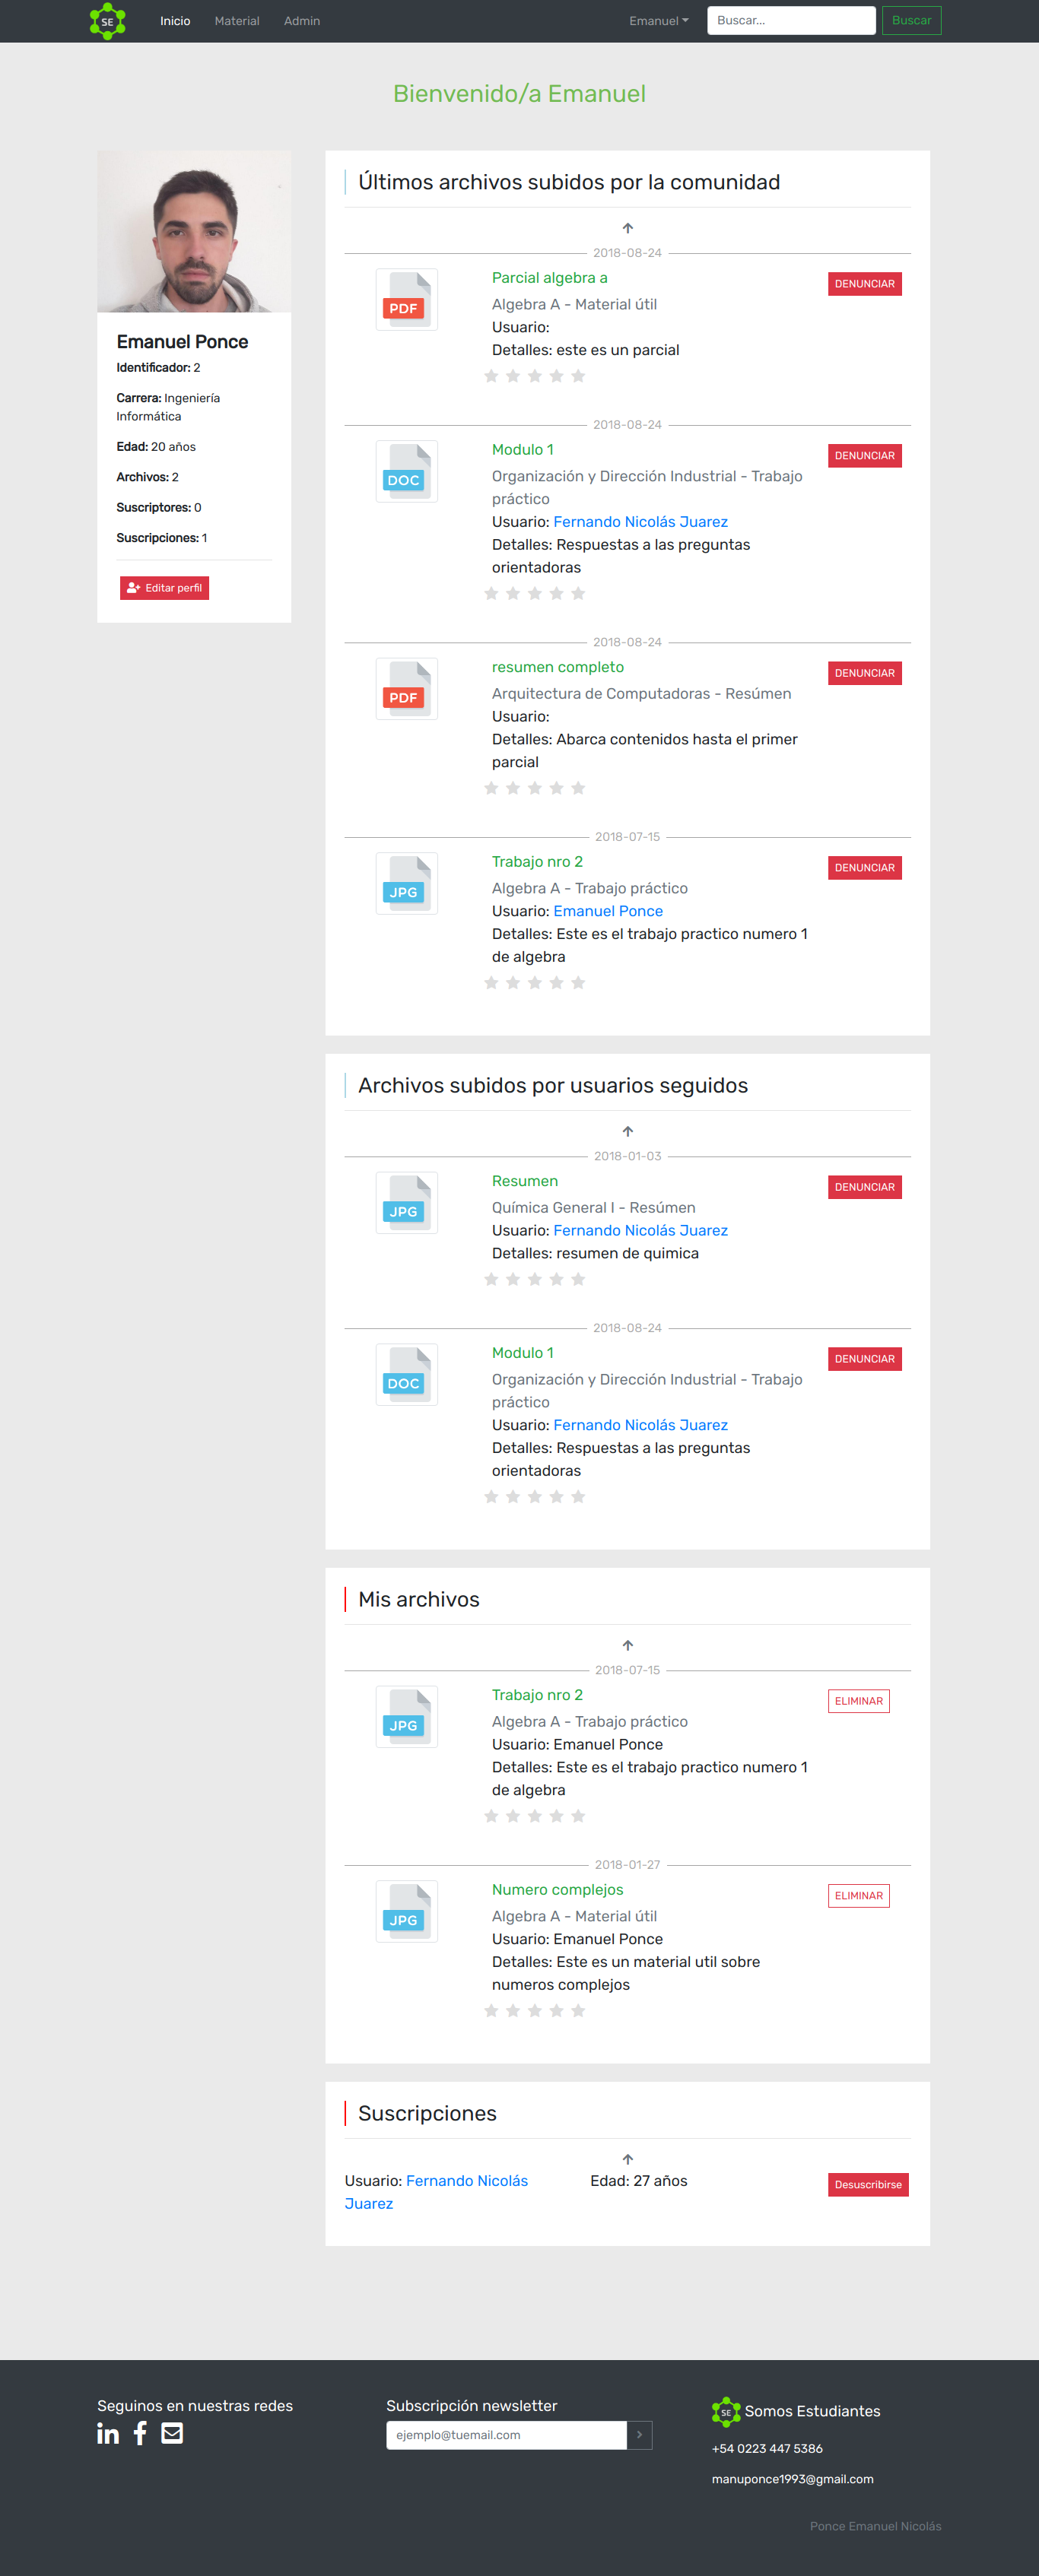 SE
Inicio
Material
Admin
Emanuel
Buscar...
Buscar
Bienvenido/a Emanuel
Emanuel Ponce
Identificador: 2
Carrera: Ingeniería
Informática
Edad: 20 años
Archivos: 2
Suscriptores: 0
Suscripciones: 1
Editar perfil
Últimos archivos subidos por la comunidad
2018-08-24
PDF
Parcial algebra a
DENUNCIAR
Algebra A - Material útil
Usuario:
Detalles: este es un parcial
2018-08-24
DOC
Modulo 1
DENUNCIAR
Organización y Dirección Industrial - Trabajo
práctico
Usuario: Fernando Nicolás Juarez
Detalles: Respuestas a las preguntas
orientadoras
2018-08-24
PDF
resumen completo
DENUNCIAR
Arquitectura de Computadoras - Resúmen
Usuario:
Detalles: Abarca contenidos hasta el primer
parcial
2018-07-15
JPG
Trabajo nro 2
DENUNCIAR
Algebra A - Trabajo práctico
Usuario: Emanuel Ponce
Detalles: Este es el trabajo practico numero 1
de algebra
Archivos subidos por usuarios seguidos
2018-01-03
JPG
Resumen
DENUNCIAR
Química General I - Resúmen
Usuario: Fernando Nicolás Juarez
Detalles: resumen de quimica
2018-08-24
DOC
Modulo 1
DENUNCIAR
Organización y Dirección Industrial - Trabajo
práctico
Usuario: Fernando Nicolás Juarez
Detalles: Respuestas a las preguntas
orientadoras
Mis archivos
2018-07-15
JPG
Trabajo nro 2
ELIMINAR
Algebra A - Trabajo práctico
Usuario: Emanuel Ponce
Detalles: Este es el trabajo practico numero 1
de algebra
2018-01-27
JPG
Numero complejos
ELIMINAR
Algebra A - Material útil
Usuario: Emanuel Ponce
Detalles: Este es un material util sobre
numeros complejos
Suscripciones
Usuario: Fernando Nicolás
Juarez
Edad: 27 años
Desuscribirse
Seguinos en nuestras redes
Subscripción newsletter
ejemplo@tuemail.com
SE Somos Estudiantes
+54 0223 447 5386
manuponce1993@gmail.com
Ponce Emanuel Nicolás